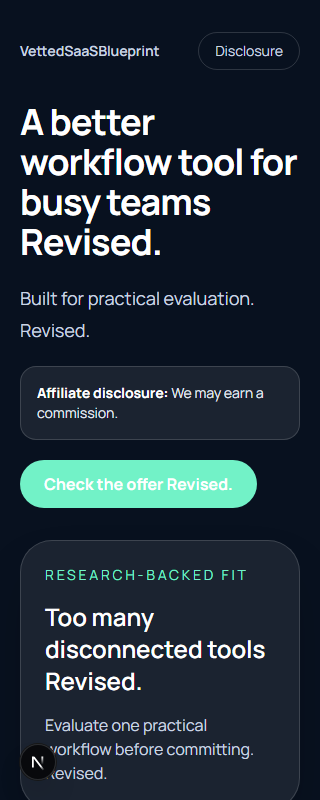 VettedSaaSBlueprint
Disclosure
A better
workflow tool for
busy teams
Revised.
Built for practical evaluation.
Revised.
Affiliate disclosure: We may earn a
commission.
Check the offer Revised.
RESEARCH-BACKED FIT
Too many
disconnected tools
Revised.
Evaluate one practical
workflow before committing.
Revised.
N